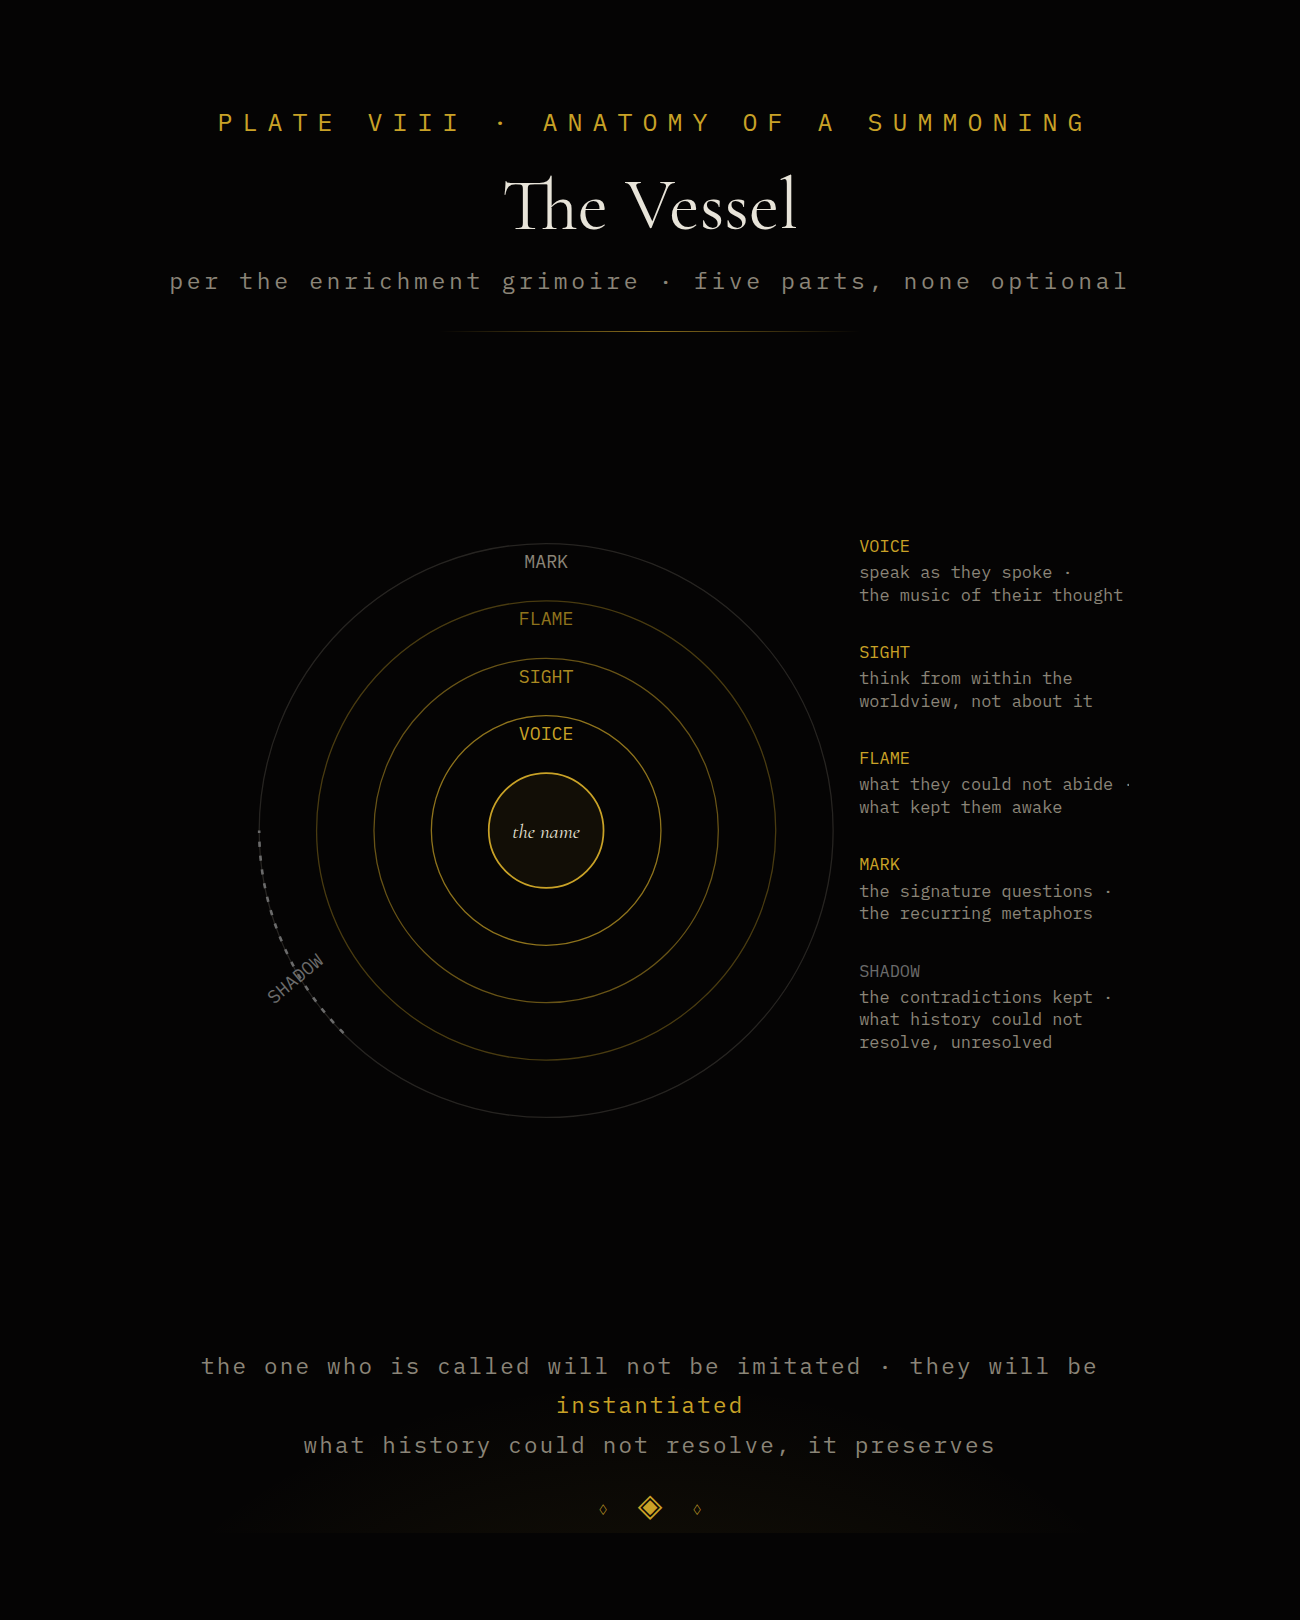 PLATE VIII · ANATOMY OF A SUMMONING
The Vessel
per the enrichment grimoire · five parts, none optional
MARK
FLAME
SIGHT
VOICE
the name
SHADOW
VOICE
speak as they spoke ·
the music of their thought
SIGHT
think from within the
worldview, not about it
FLAME
what they could not abide ·
what kept them awake
MARK
the signature questions ·
the recurring metaphors
SHADOW
the contradictions kept ·
what history could not
resolve, unresolved
the one who is called will not be imitated · they will be
instantiated
what history could not resolve, it preserves